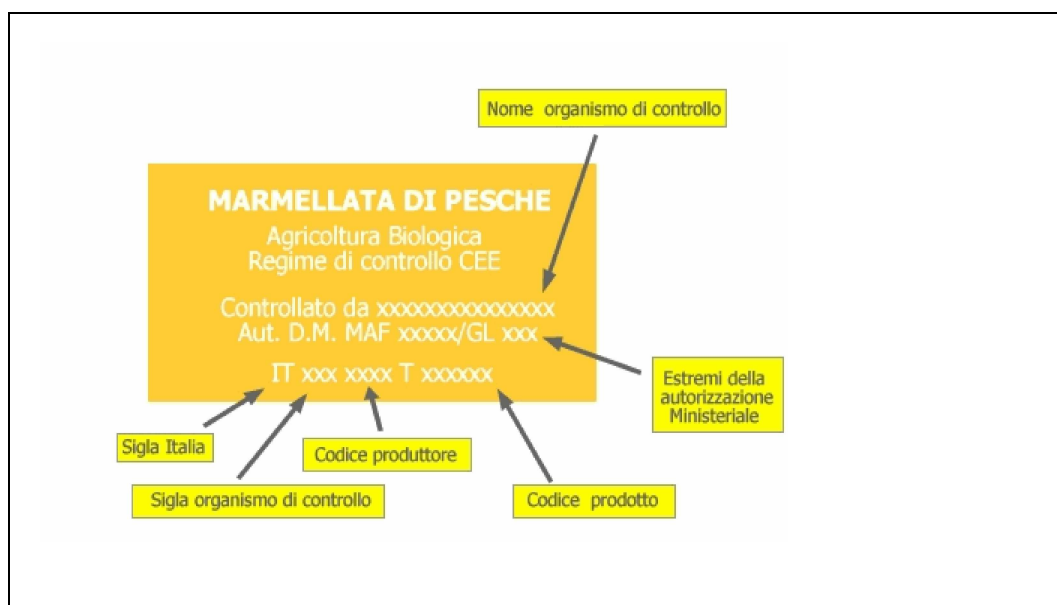 Nome organismo di controllo
MARMELLATA DI PESCHE
Agricoltura Biologica
Regime di controllo CEE
Controllato da xxxxxxxxxxxxxxxx
Aut. D.M. MAF xxxxx/GL xxx
IT xxx xxxx T xxxxxx
Estremi della
autorizzazione
Ministeriale
Sigla Italia
Codice produttore
Sigla organismo di controllo
Codice prodotto